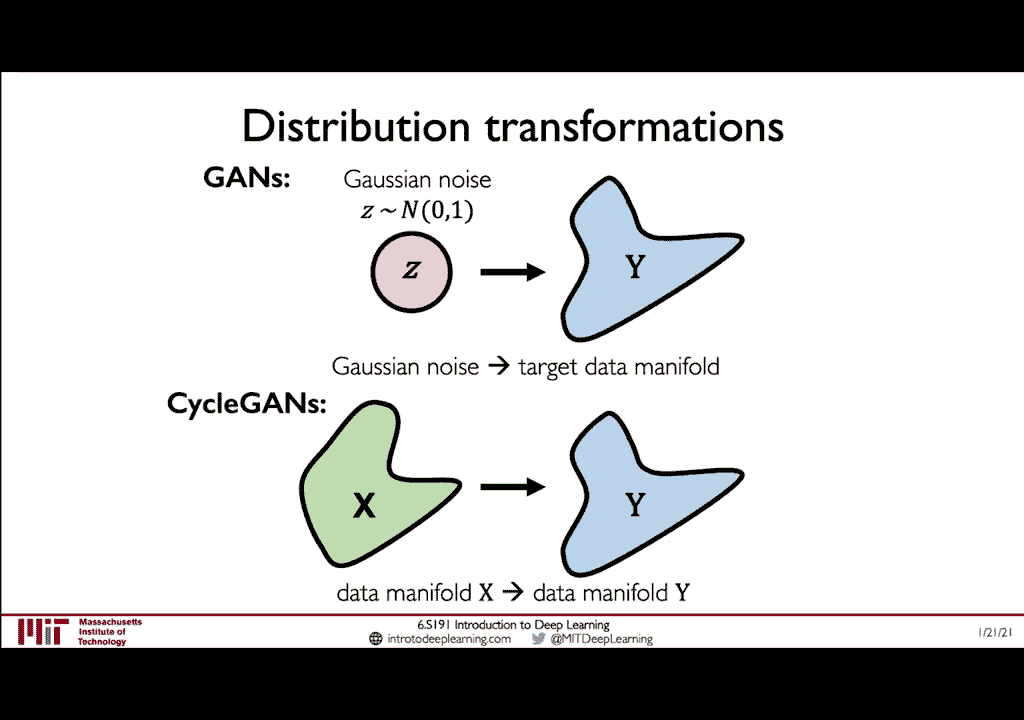 Distribution transformations
GANs:
Gaussian noise
z ~ N(0,1)
z
Y
Gaussian noise → target data manifold
CycleGANs:
X
Y
data manifold X → data manifold Y
Massachusetts
Institute of
Technology
6.S191 Introduction to Deep Learning
introtodeeplearning.com @MITDeepLearning
1/21/21